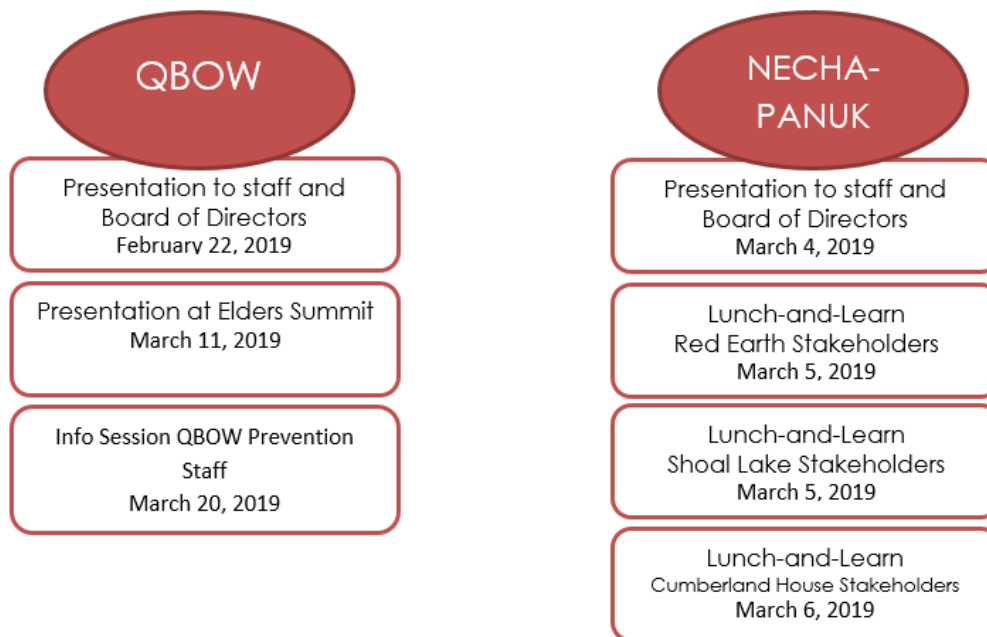 QBOW
Presentation to staff and
Board of Directors
February 22, 2019
Presentation at Elders Summit
March 11, 2019
Info Session QBOW Prevention
Staff
March 20, 2019
NECHA-
PANUK
Presentation to staff and
Board of Directors
March 4, 2019
Lunch-and-Learn
Red Earth Stakeholders
March 5, 2019
Lunch-and-Learn
Shoal Lake Stakeholders
March 5, 2019
Lunch-and-Learn
Cumberland House Stakeholders
March 6, 2019